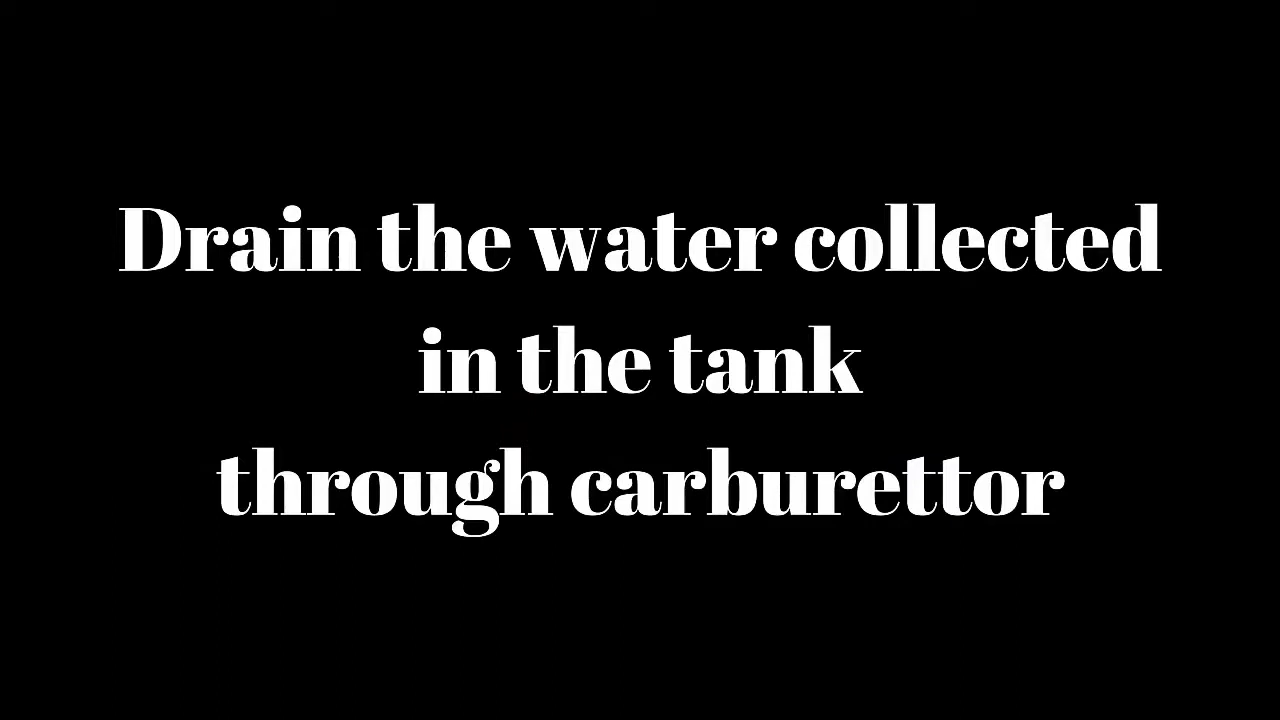 Drain the water collected
in the tank
through carburettor